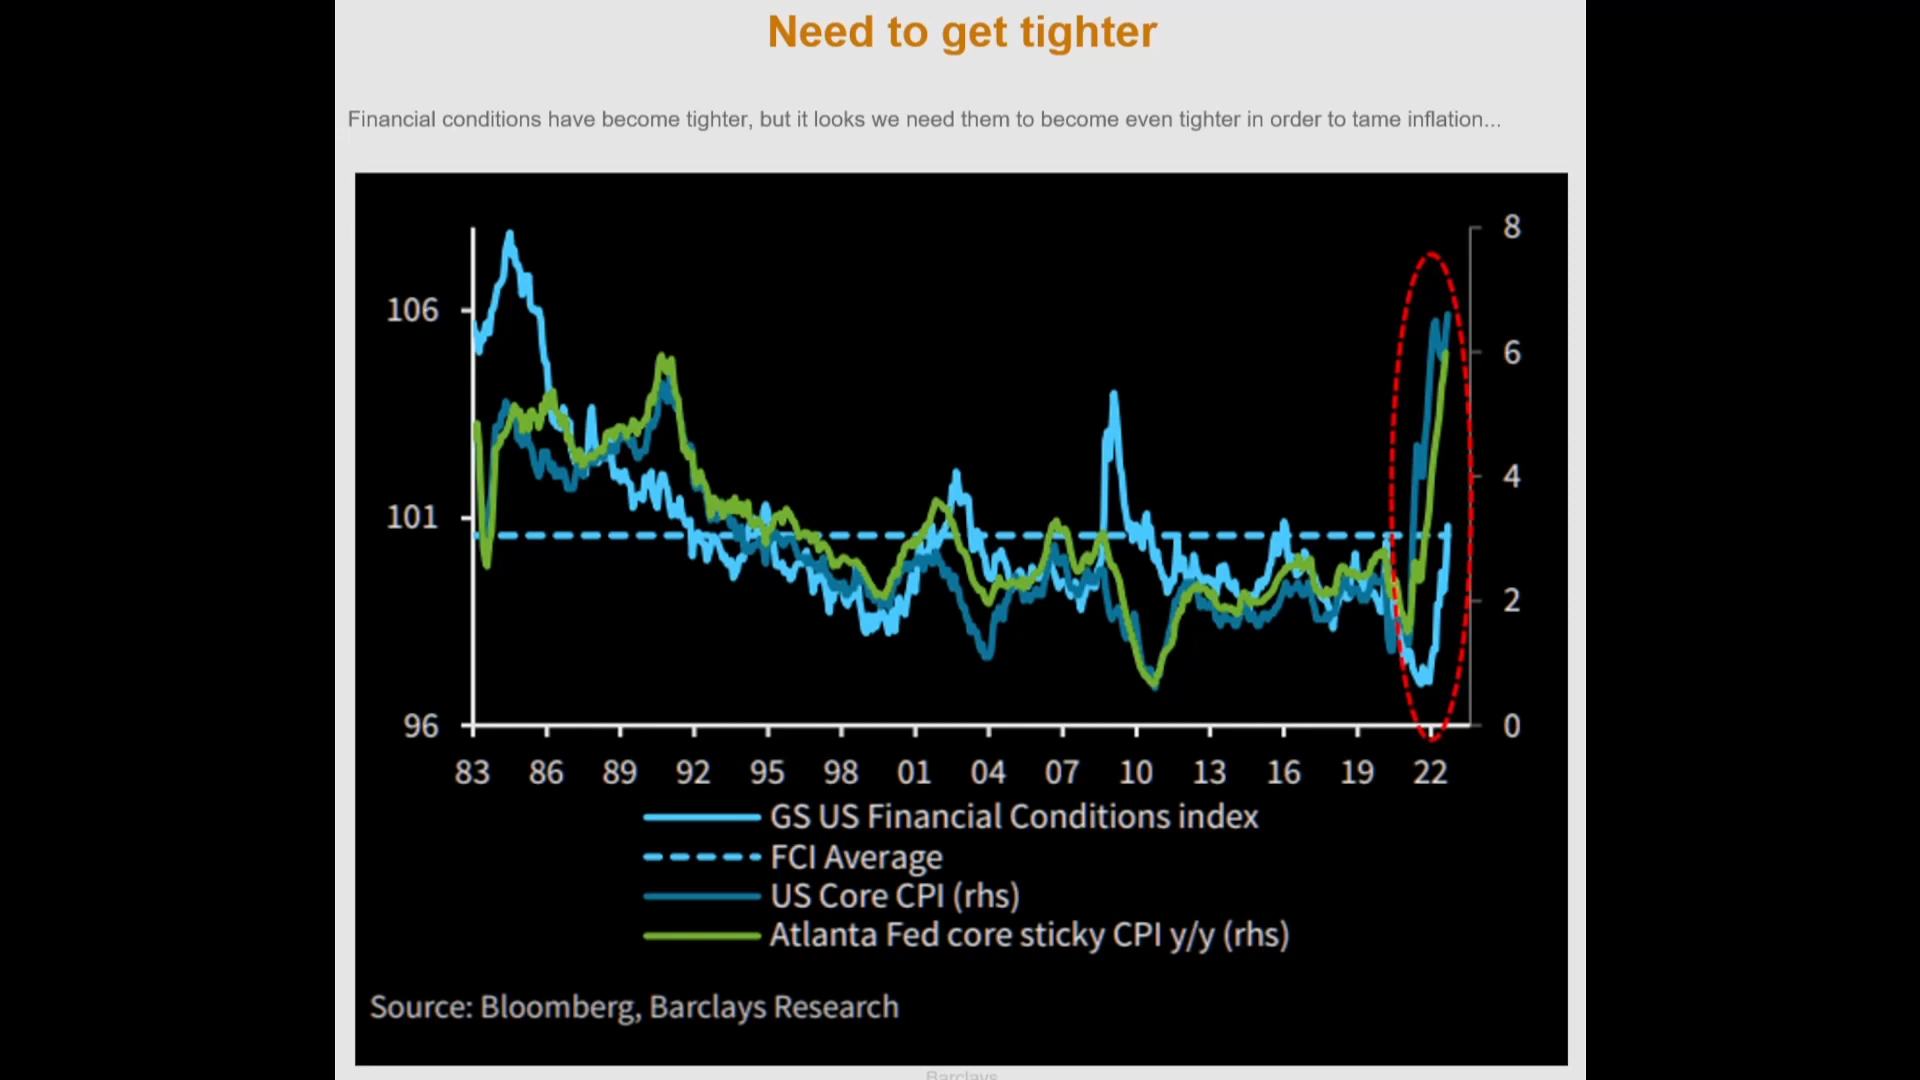 Need to get tighter
Financial conditions have become tighter, but it looks we need them to become even tighter in order to tame inflation...
8
106
6
4
101
2
96
0
83 86 89 92 95 98 01 04 07 10 13 16 19 22
GS US Financial Conditions index
FCI Average
US Core CPI (rhs)
Atlanta Fed core sticky CPI y/y (rhs)
Source: Bloomberg, Barclays Research
Barclays